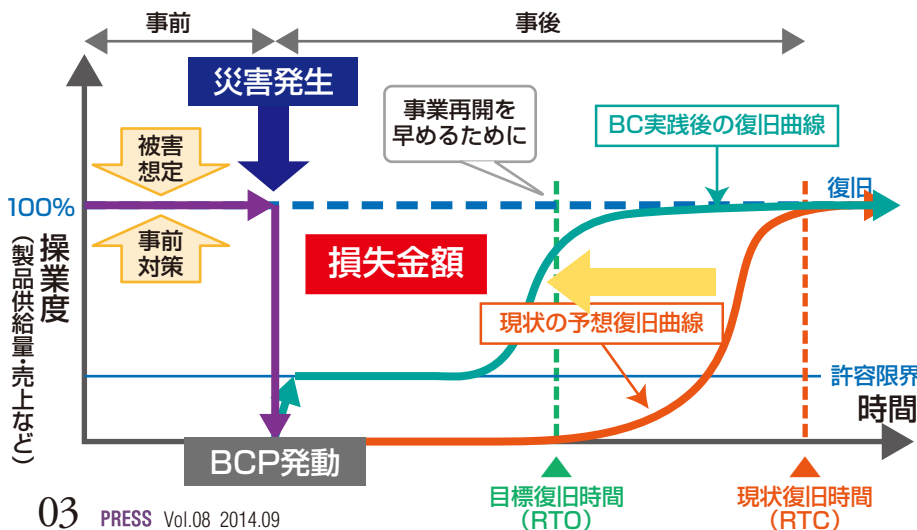 事前
事後
災害発生
事業再開を
早めるために
BC実践後の復旧曲線
被害
想定
100%
復旧
事前
対策
損失金額
操業度
(製品供給量・売上など)
現状の予想復旧曲線
許容限界
時間
BCP発動
目標復旧時間
(RTO)
現状復旧時間
(RTC)
03 PRESS Vol.08 2014.09